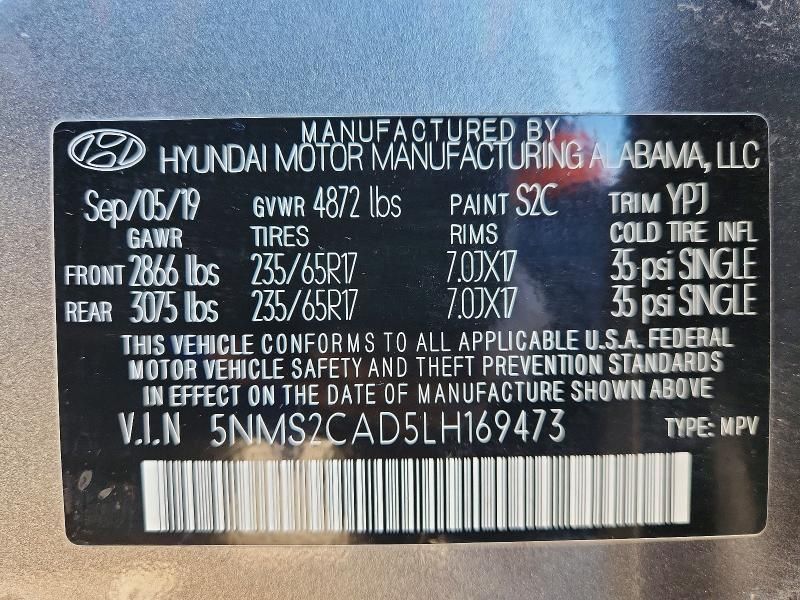 MANUFACTURED BY
HYUNDAI MOTOR MANUFACTURING ALABAMA, LLC
Sep/05/19 GVWR 4872 lbs PAINT S2C TRIM YPJ
GAWR TIRES RIMS COLD TIRE INFL
FRONT 2866 lbs 235/65R17 7.0JX17 35 psi SINGLE
REAR 3075 lbs 235/65R17 7.0JX17 35 psi SINGLE
THIS VEHICLE CONFORMS TO ALL APPLICABLE U.S.A. FEDERAL
MOTOR VEHICLE SAFETY AND THEFT PREVENTION STANDARDS
IN EFFECT ON THE DATE OF MANUFACTURE SHOWN ABOVE
V.I.N 5NMS2CAD5LH169473 TYPE: MPV